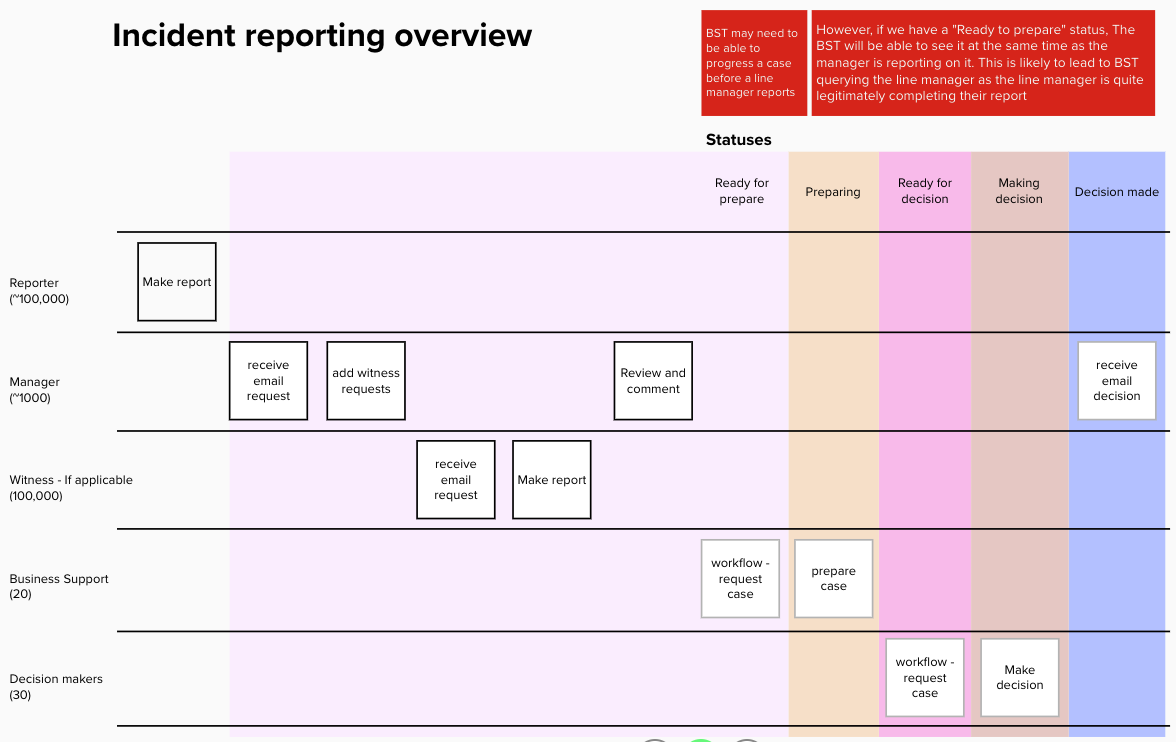 Incident reporting overview
BST may need to
be able to
progress a case
before a line
manager reports
However, if we have a "Ready to prepare" status, The
BST will be able to see it at the same time as the
manager is reporting on it. This is likely to lead to BST
querying the line manager as the line manager is quite
legitimately completing their report
Statuses
Ready for
prepare
Preparing
Ready for
decision
Making
decision
Decision made
Reporter
(~100,000)
Make report
Manager
(~1000)
receive
email
request
add witness
requests
Review and
comment
receive
email
decision
Witness - If applicable
(100,000)
receive
email
request
Make report
Business Support
(20)
workflow -
request
case
prepare
case
Decision makers
(30)
workflow -
request
case
Make
decision